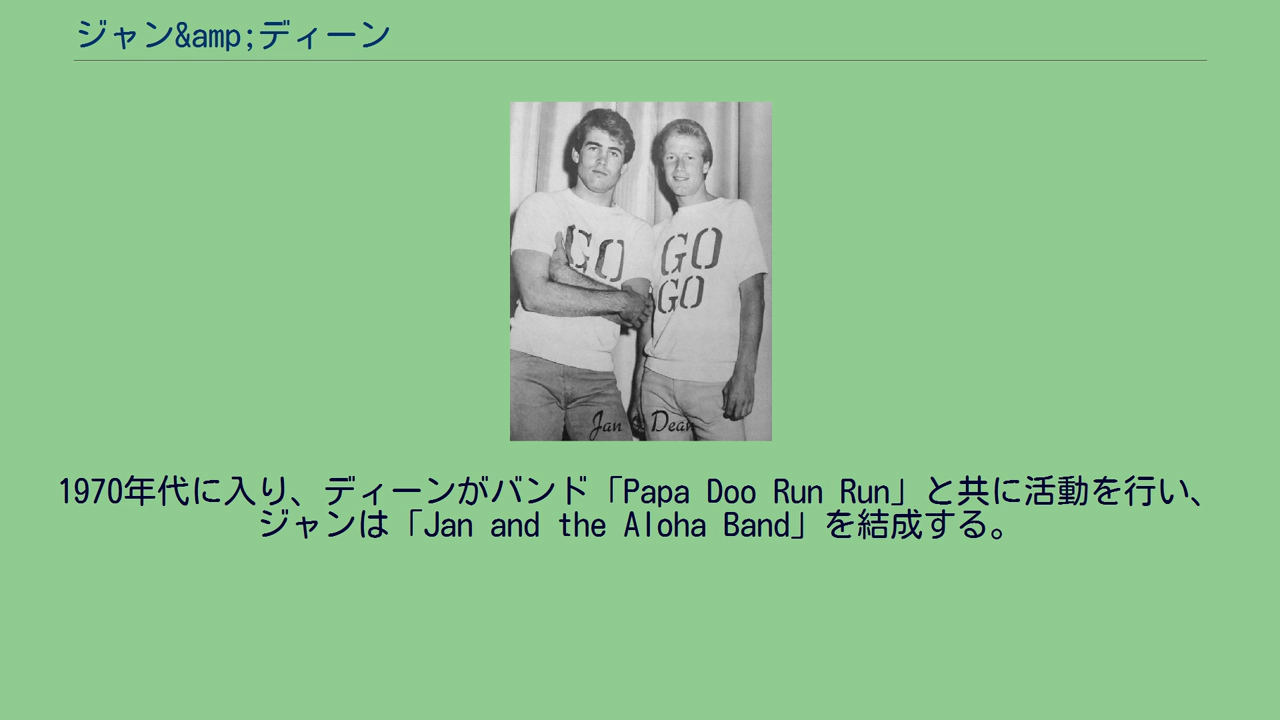 ジャン&amp;ディーン
GO
GO
GO
Jan & Dean
1970年代に入り、ディーンがバンド「Papa Doo Run Run」と共に活動を行い、
ジャンは「Jan and the Aloha Band」を結成する。